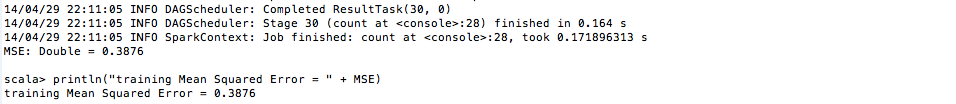 14/04/29 22:11:05 INFO DAGScheduler: Completed ResultTask(30, 0)
14/04/29 22:11:05 INFO DAGScheduler: Stage 30 (count at <console>:28) finished in 0.164 s
14/04/29 22:11:05 INFO SparkContext: Job finished: count at <console>:28, took 0.171896313 s
MSE: Double = 0.3876
scala> println("training Mean Squared Error = " + MSE)
training Mean Squared Error = 0.3876